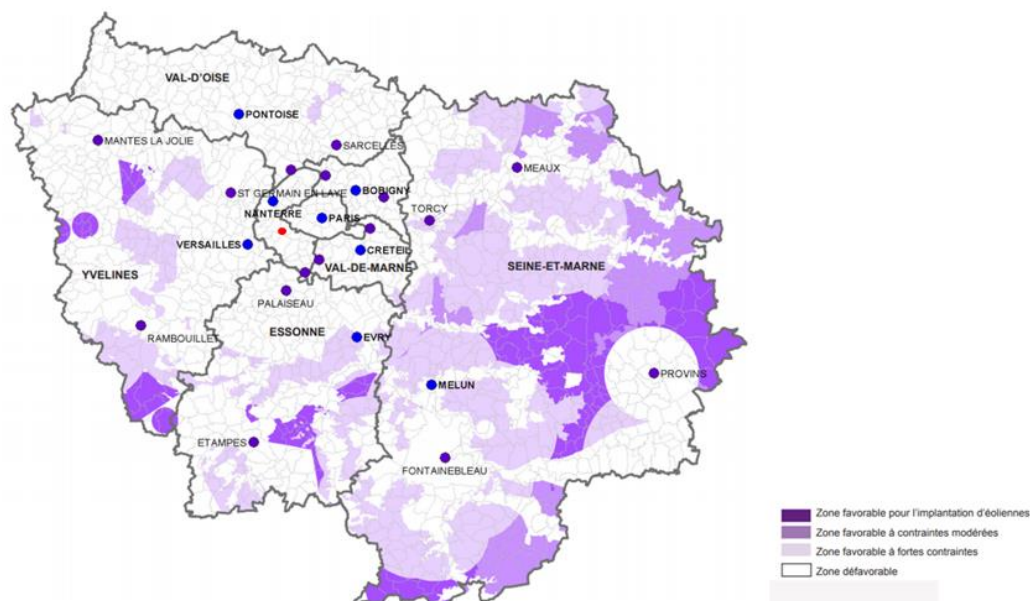 VAL-D'OISE
PONTOISE
MANTES LA JOLIE
SARCELLES
MEAUX
ST GERMAIN EN LAYE
BOBIGNY
NANTERRE
PARIS
TORCY
VERSAILLES
CRETEIL
VAL-DE-MARNE
SEINE-ET-MARNE
YVELINES
PALAISEAU
ESSONNE
RAMBOUILLET
EVRY
PROVINS
MELUN
ETAMPES
FONTAINEBLEAU
Zone favorable pour l'implantation d'éoliennes
Zone favorable à contraintes modérées
Zone favorable à fortes contraintes
Zone défavorable